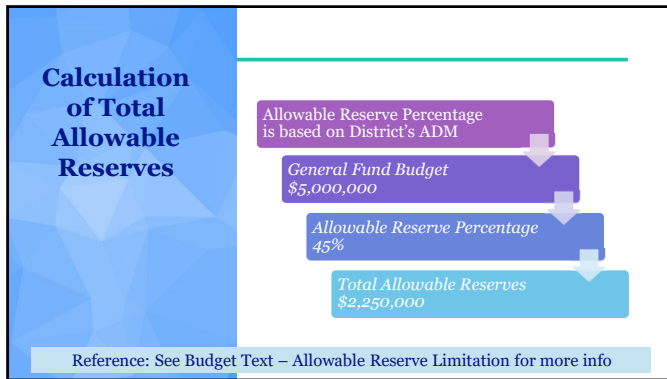 Calculation
of Total
Allowable
Reserves
Allowable Reserve Percentage
is based on District's ADM
General Fund Budget
$5,000,000
Allowable Reserve Percentage
45%
Total Allowable Reserves
$2,250,000
Reference: See Budget Text – Allowable Reserve Limitation for more info